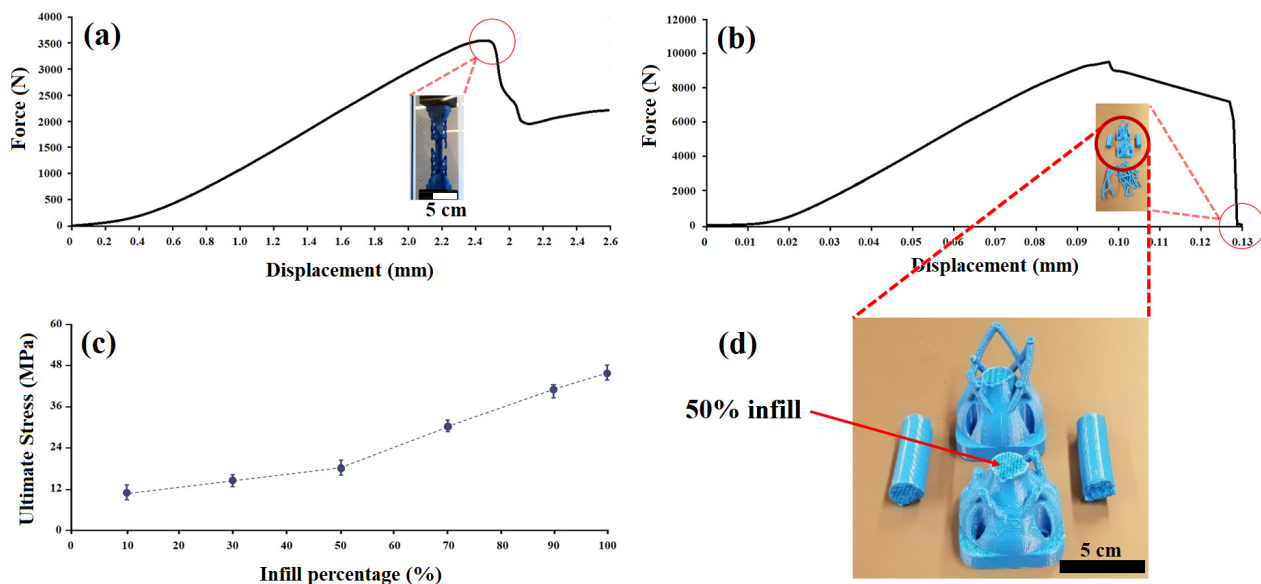 (a)
Force (N)
4000
3500
3000
2500
2000
1500
1000
500
0
0 0.2 0.4 0.6 0.8 1.0 1.2 1.4 1.6 1.8 2.0 2.4 2 2.2 2.4 2.6
Displacement (mm)
5 cm
(b)
Force (N)
12000
10000
8000
6000
4000
2000
0
0 0.01 0.02 0.03 0.04 0.05 0.06 0.07 0.08 0.09 0.10 0.11 0.12 0.13
Displacement (mm)
(c)
Ultimate Stress (MPa)
60
48
36
24
12
0
0 10 20 30 40 50 60 70 80 90 100
Infill percentage (%)
(d)
50% infill
5 cm